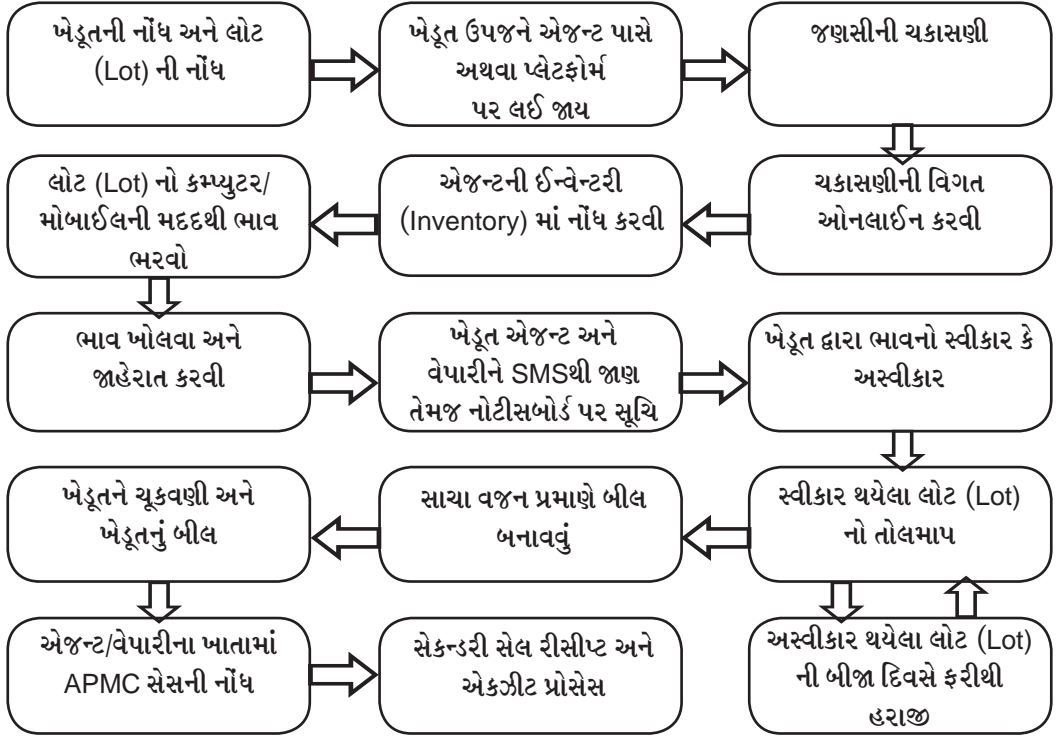 ખેડૂતની નોંધ અને લોટ
(Lot) ની નોંધ
ખેડૂત ઉપજને એજન્ટ પાસે
અથવા પ્લેટફોર્મ
પર લઈ જાય
જણસીની ચકાસણી
ચકાસણીની વિગત
ઓનલાઈન કરવી
એજન્ટની ઈન્વેન્ટરી
(Inventory) માં નોંધ કરવી
લોટ (Lot) નો કમ્પ્યુટર/
મોબાઈલની મદદથી ભાવ
ભરવો
ભાવ ખોલવા અને
જાહેરાત કરવી
ખેડૂત એજન્ટ અને
વેપારીને SMSથી જાણ
તેમજ નોટીસબોર્ડ પર સૂચિ
ખેડૂત દ્વારા ભાવનો સ્વીકાર કે
અસ્વીકાર
સ્વીકાર થયેલા લોટ (Lot)
નો તોલમાપ
સાચા વજન પ્રમાણે બીલ
બનાવવું
ખેડૂતને ચૂકવણી અને
ખેડૂતનું બીલ
એજન્ટ/વેપારીના ખાતામાં
APMC સેસની નોંધ
સેકન્ડરી સેલ રીસીપ્ટ અને
એકઝીટ પ્રોસેસ
અસ્વીકાર થયેલા લોટ (Lot)
ની બીજા દિવસે ફરીથી
હરાજી